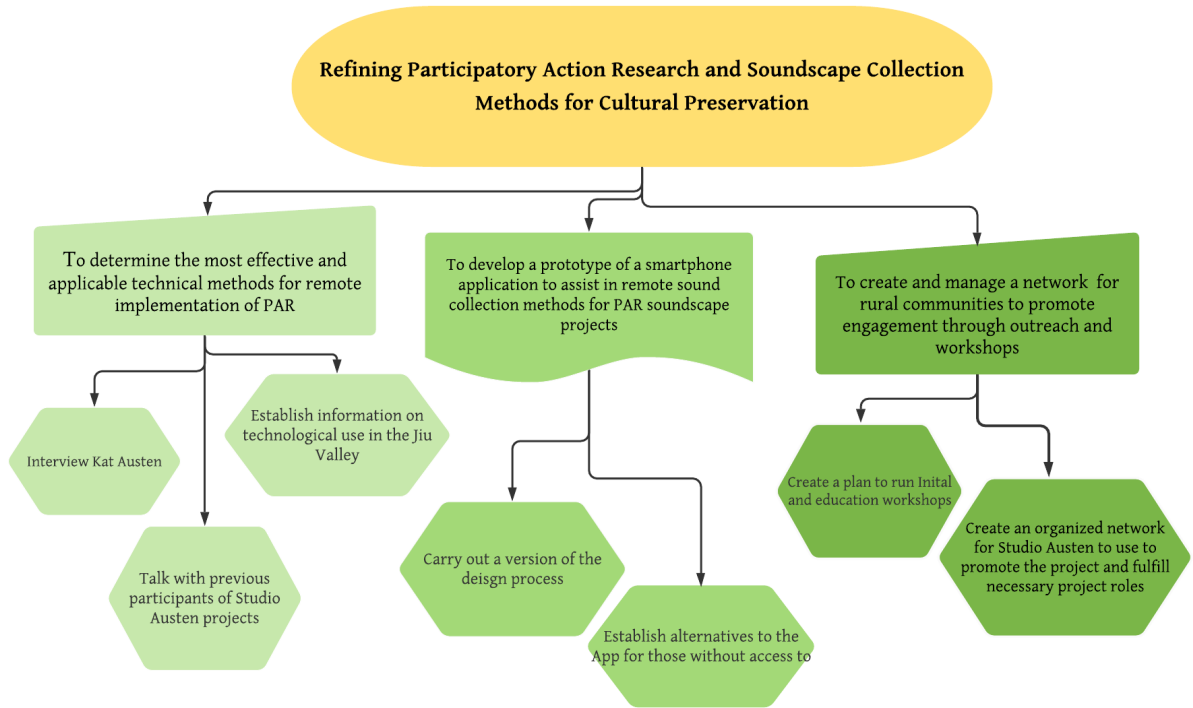 Refining Participatory Action Research and Soundscape Collection
Methods for Cultural Preservation
To determine the most effective and
applicable technical methods for remote
implementation of PAR
To develop a prototype of a smartphone
application to assist in remote sound
collection methods for PAR soundscape
projects
To create and manage a network for
rural communities to promote
engagement through outreach and
workshops
Interview Kat Austen
Establish information on
technological use in the Jiu
Valley
Talk with previous
participants of Studio
Austen projects
Carry out a version of the
deisgn process
Establish alternatives to the
App for those without access to
Create a plan to run Inital
and education workshops
Create an organized network
for Studio Austen to use to
promote the project and fulfill
necessary project roles